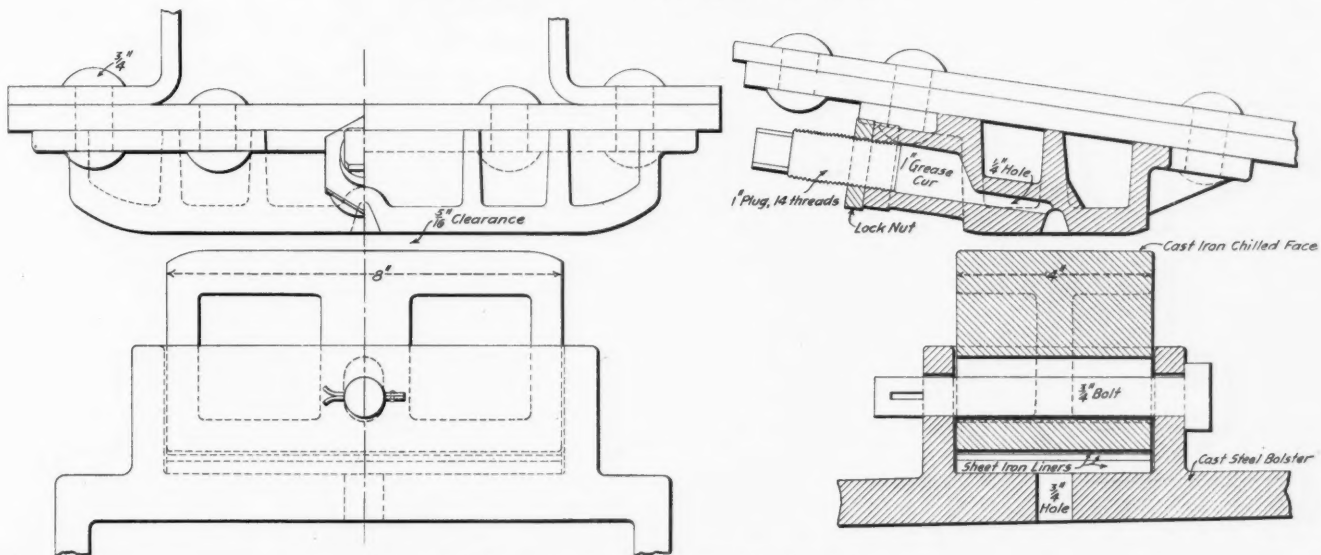 3/4"
5/16" Clearance
8"
1" Grease
Cur
1/4" Hole
1" Plug, 14 threads
Lock Nut
Cast Iron Chilled Face
4"
3/4" Bolt
Sheet Iron Liners
Cast Steel Bolster
3/4"
Hole